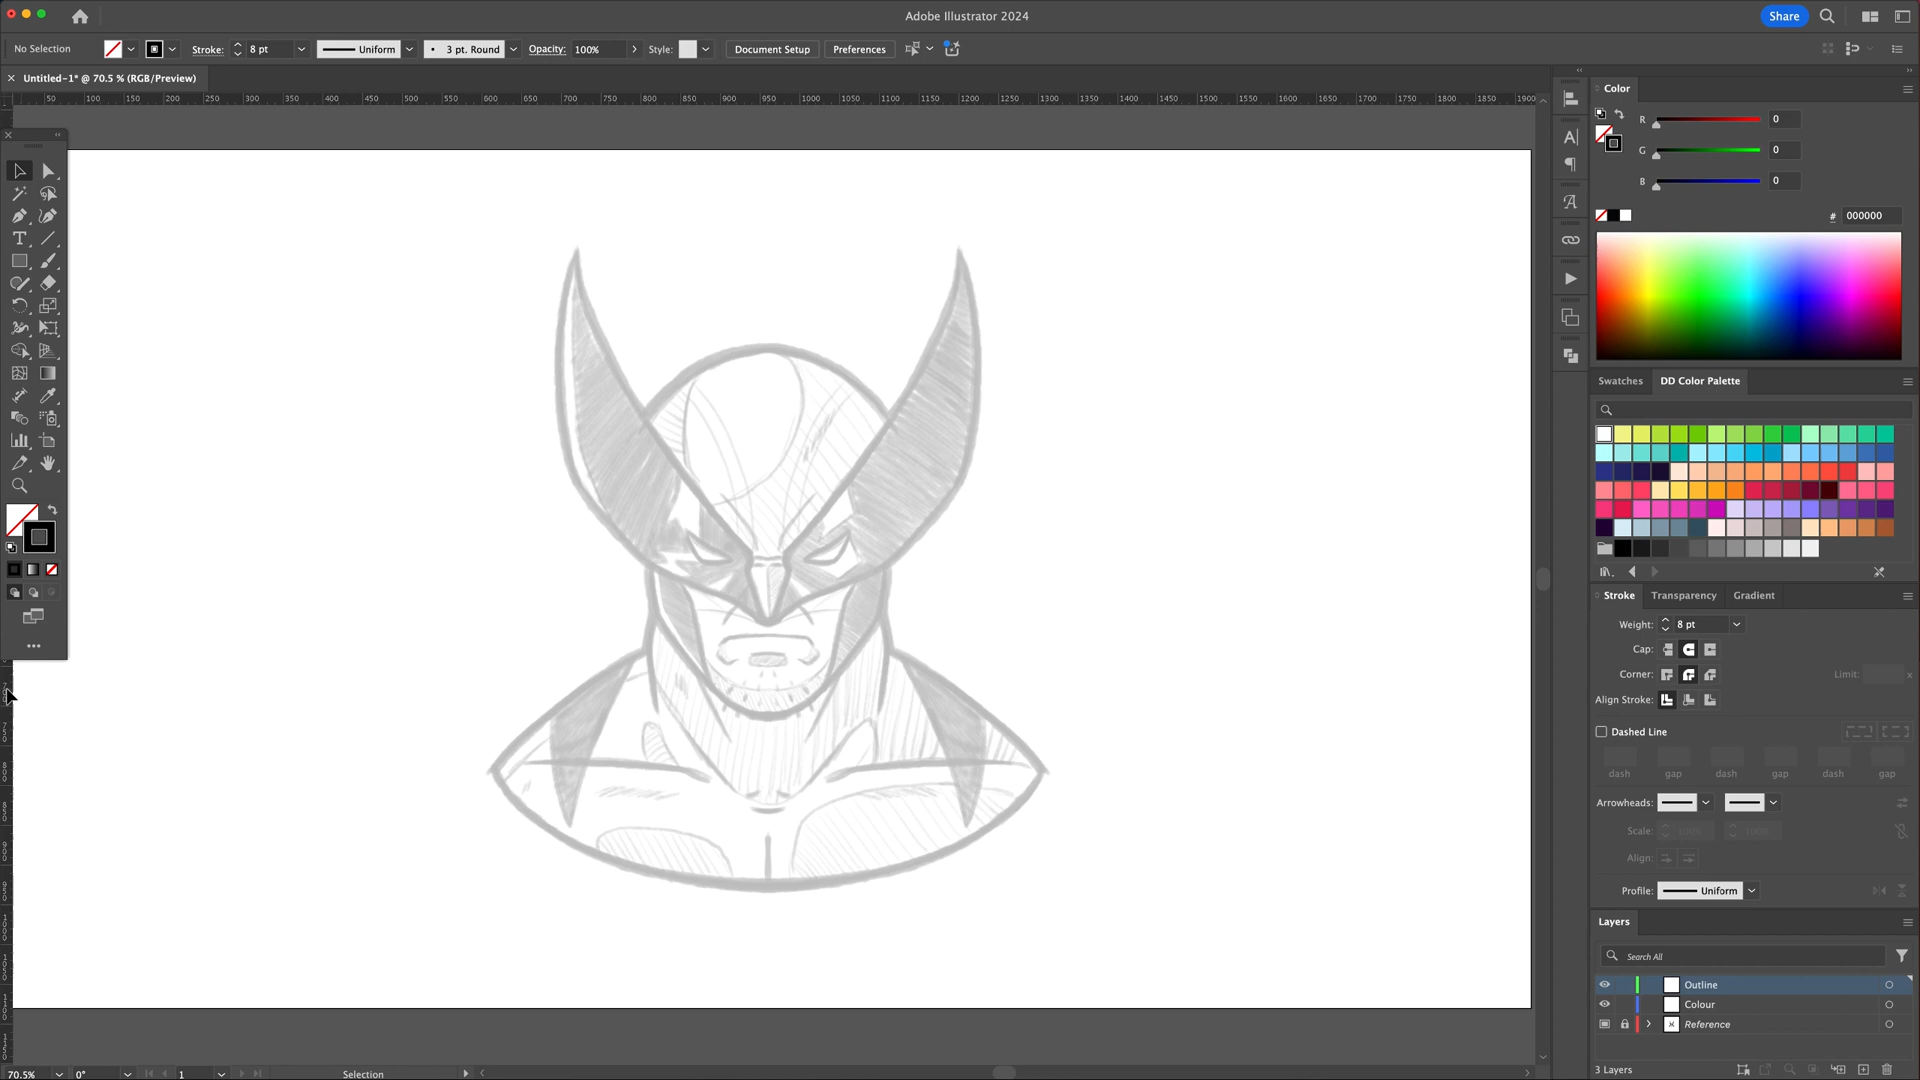 Adobe Illustrator 2024
Share
No Selection
Stroke: 8 pt
Uniform
3 pt. Round
Opacity: 100%
Style:
Document Setup
Preferences
Untitled-1* @ 70.5 % (RGB/Preview)
50 100 150 200 250 300 350 400 450 500 550 600 650 700 750 800 850 900 950 1000 1050 1100 1150 1200 1250 1300 1350 1400 1450 1500 1550 1600 1650 1700 1750 1800 1850 1900
Color
R 0
G 0
B 0
# 000000
Swatches DD Color Palette
Stroke Transparency Gradient
Weight: 8 pt
Cap:
Corner: Limit: x
Align Stroke:
Dashed Line
dash gap dash gap dash gap
Arrowheads:
Scale: 100% 100%
Align:
Profile: Uniform
Layers
Search All
Outline
Colour
Reference
3 Layers
70.5% 0° 1 Selection